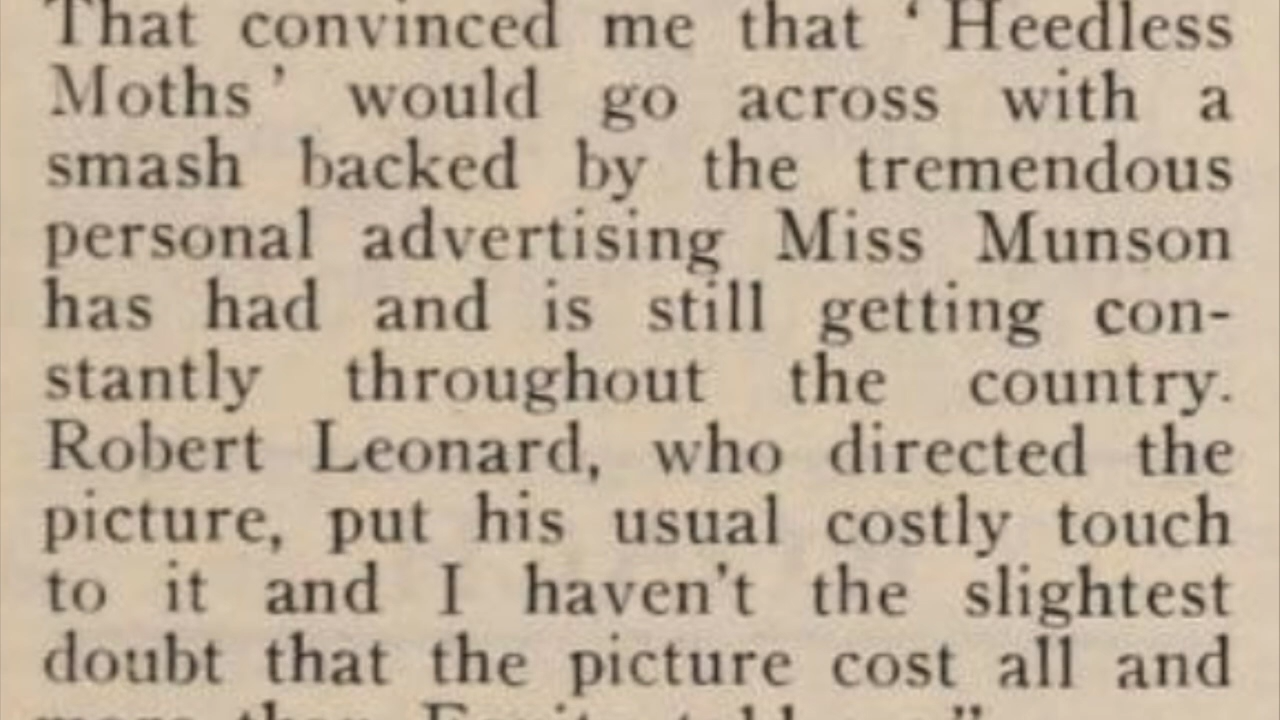 That convinced me that ‘ Heedless
Moths ’ would go across with a
smash backed by the tremendous
personal advertising Miss Munson
has had and is still getting con-
stantly throughout the country.
Robert Leonard, who directed the
picture, put his usual costly touch
to it and I haven't the slightest
doubt that the picture cost all and